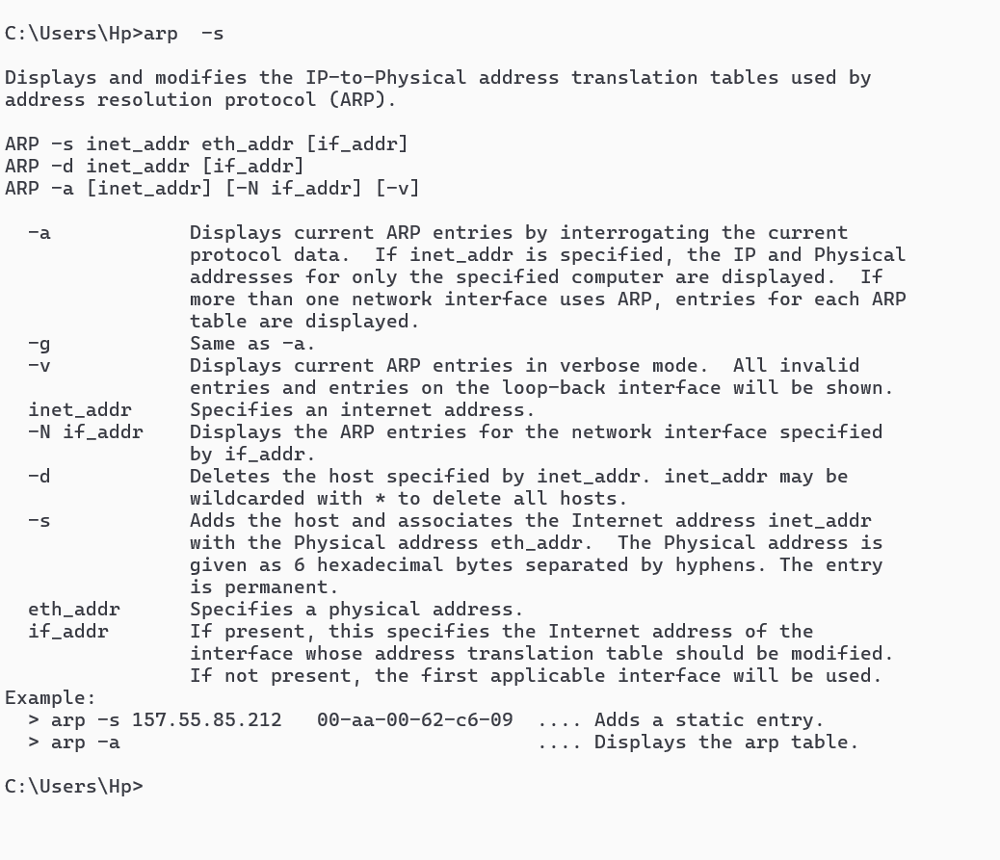 C:\Users\Hp>arp  -s
Displays and modifies the IP-to-Physical address translation tables used by
address resolution protocol (ARP).
ARP -s inet_addr eth_addr [if_addr]
ARP -d inet_addr [if_addr]
ARP -a [inet_addr] [-N if_addr] [-v]
  -a            Displays current ARP entries by interrogating the current
                protocol data.  If inet_addr is specified, the IP and Physical
                addresses for only the specified computer are displayed.  If
                more than one network interface uses ARP, entries for each ARP
                table are displayed.
  -g            Same as -a.
  -v            Displays current ARP entries in verbose mode.  All invalid
                entries and entries on the loop-back interface will be shown.
  inet_addr     Specifies an internet address.
  -N if_addr    Displays the ARP entries for the network interface specified
                by if_addr.
  -d            Deletes the host specified by inet_addr. inet_addr may be
                wildcarded with * to delete all hosts.
  -s            Adds the host and associates the Internet address inet_addr
                with the Physical address eth_addr.  The Physical address is
                given as 6 hexadecimal bytes separated by hyphens. The entry
                is permanent.
  eth_addr      Specifies a physical address.
  if_addr       If present, this specifies the Internet address of the
                interface whose address translation table should be modified.
                If not present, the first applicable interface will be used.
Example:
  > arp -s 157.55.85.212   00-aa-00-62-c6-09  .... Adds a static entry.
  > arp -a                                    .... Displays the arp table.
C:\Users\Hp>